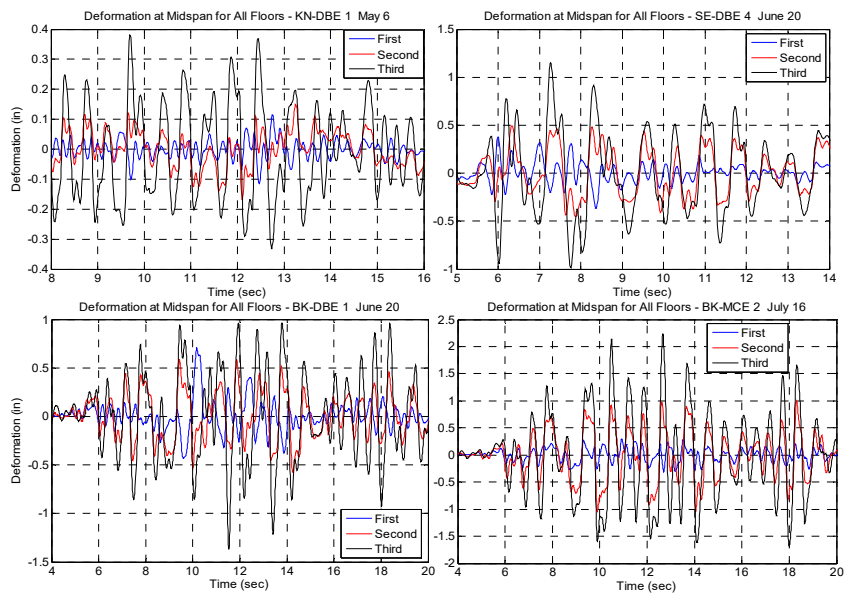 Deformation at Midspan for All Floors - KN-DBE 1 May 6
0.4
0.3
0.2
0.1
0
-0.1
-0.2
-0.3
-0.4
Deformation (in)
8 9 10 11 12 13 14 15 16
Time (sec)
First
Second
Third
Deformation at Midspan for All Floors - SE-DBE 4 June 20
1.5
1
0.5
0
-0.5
-1
5 6 7 8 9 10 11 12 13 14
Time (sec)
First
Second
Third
Deformation at Midspan for All Floors - BK-DBE 1 June 20
1
0.5
0
-0.5
-1
-1.5
Deformation (in)
4 6 8 10 12 14 16 18 20
Time (sec)
First
Second
Third
Deformation at Midspan for All Floors - BK-MCE 2 July 16
2.5
2
1.5
1
0.5
0
-0.5
-1
-1.5
-2
4 6 8 10 12 14 16 18 20
Time (sec)
First
Second
Third